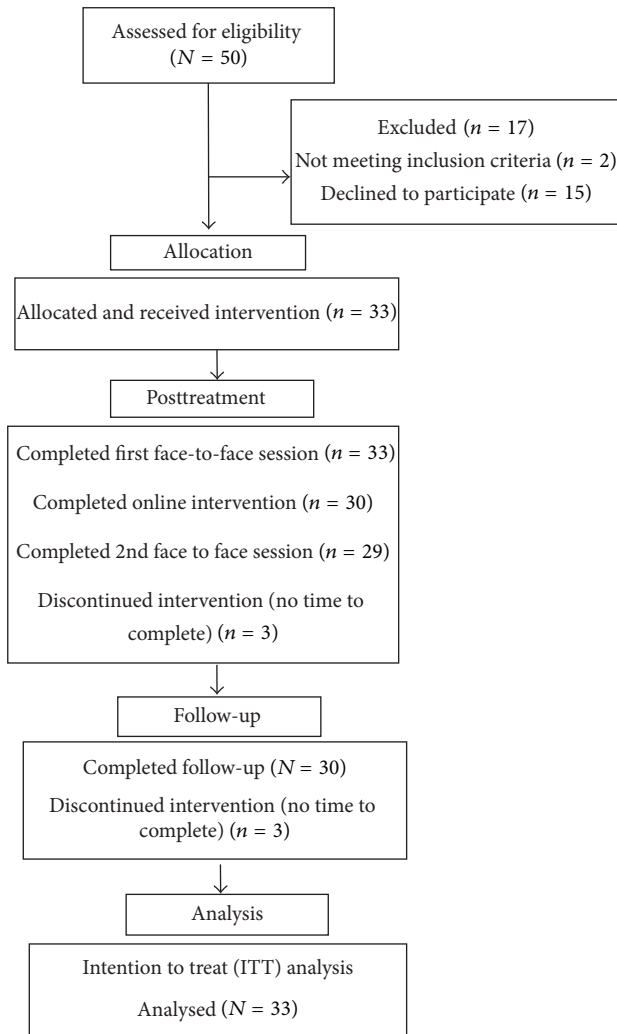 Assessed for eligibility
(N = 50)
Excluded (n = 17)
Not meeting inclusion criteria (n = 2)
Declined to participate (n = 15)
Allocation
Allocated and received intervention (n = 33)
Posttreatment
Completed first face-to-face session (n = 33)
Completed online intervention (n = 30)
Completed 2nd face to face session (n = 29)
Discontinued intervention (no time to
complete) (n = 3)
Follow-up
Completed follow-up (N = 30)
Discontinued intervention (no time to
complete) (n = 3)
Analysis
Intention to treat (ITT) analysis
Analysed (N = 33)